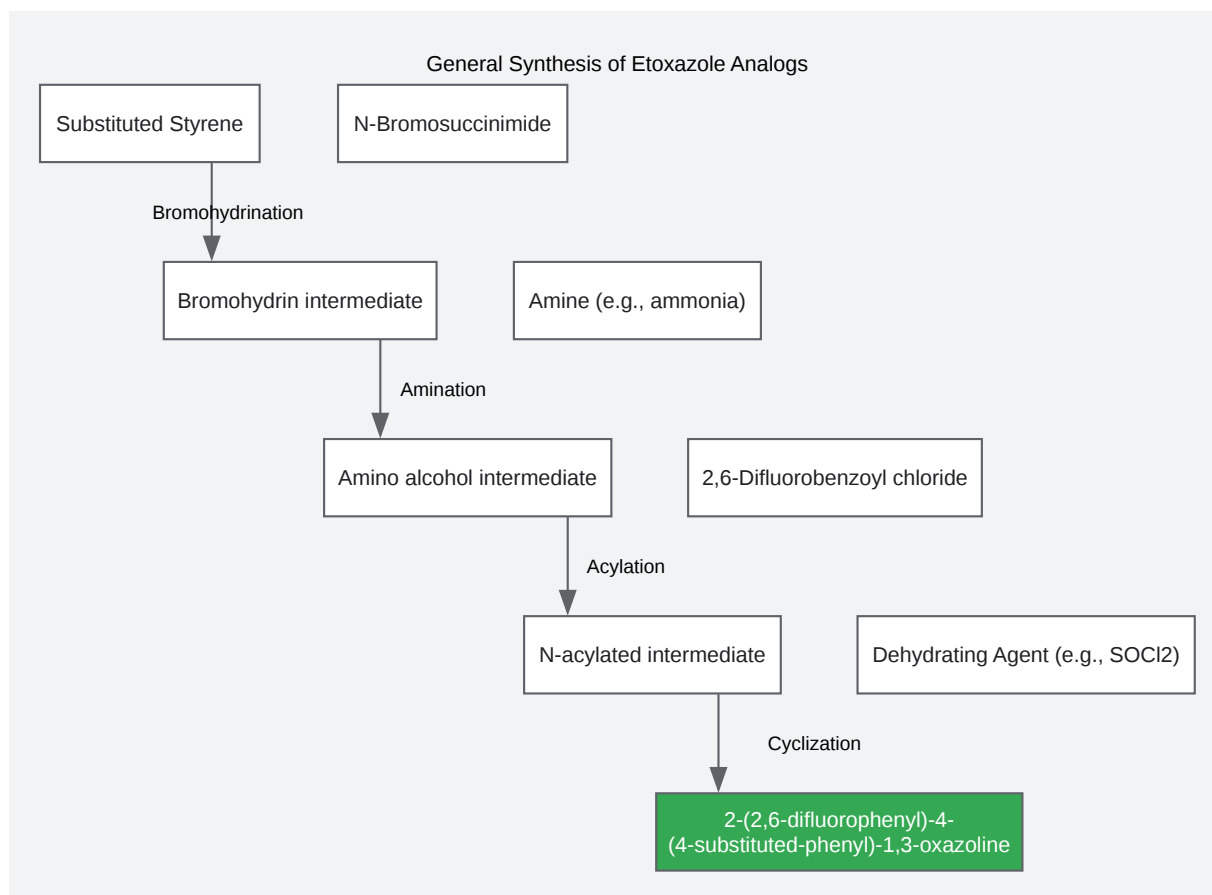 General Synthesis of Etoxazole Analogs
Substituted Styrene
N-Bromosuccinimide
Bromohydrination
Bromohydrin intermediate
Amine (e.g., ammonia)
Amination
Amino alcohol intermediate
2,6-Difluorobenzoyl chloride
Acylation
N-acylated intermediate
Dehydrating Agent (e.g., SOCl2)
Cyclization
2-(2,6-difluorophenyl)-4-
(4-substituted-phenyl)-1,3-oxazoline